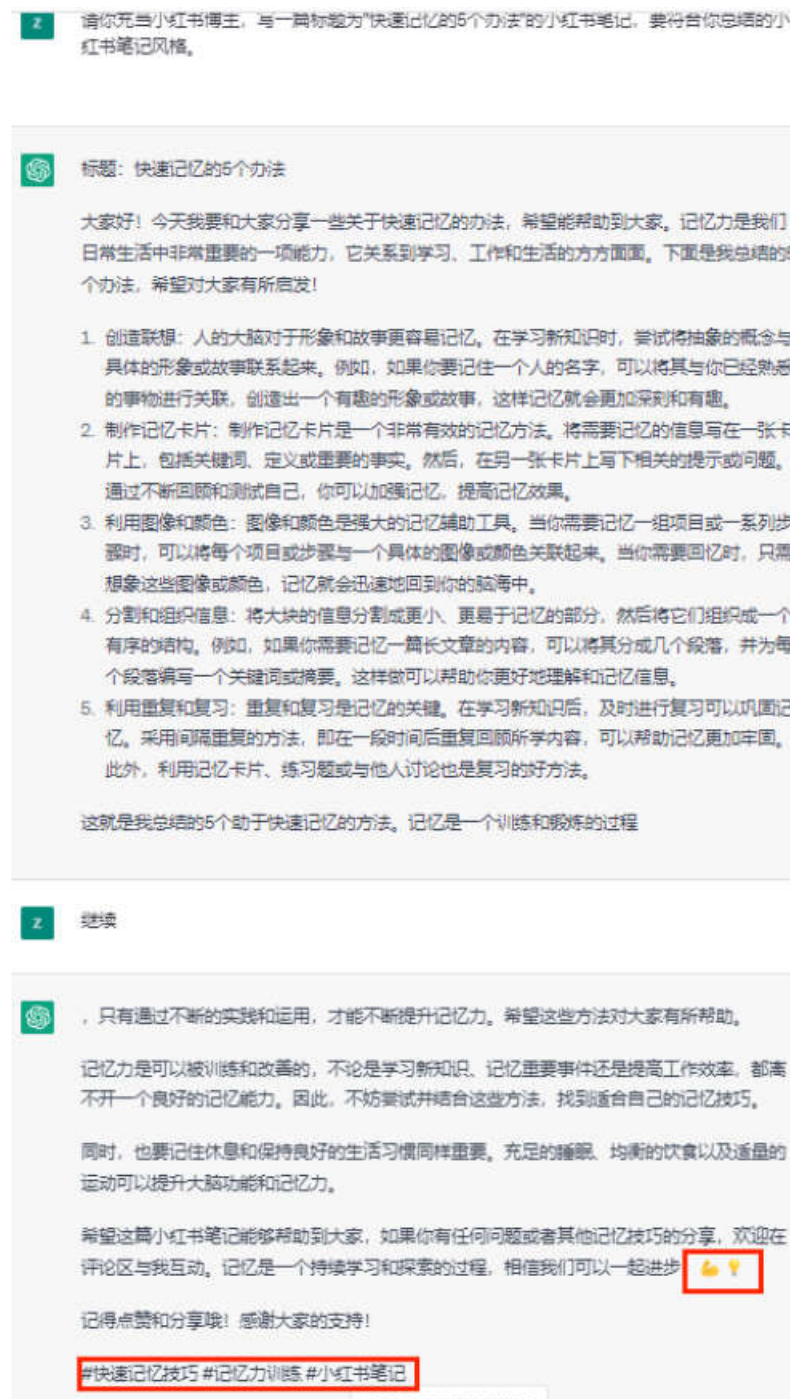 z
请你充当小红书博主，写一篇标题为"快速记忆的5个办法"的小红书笔记，要符合你总结的小
红书笔记风格。
标题：快速记忆的5个办法
大家好！今天我要和大家分享一些关于快速记忆的办法，希望能帮助到大家。记忆力是我们
日常生活中非常重要的一项能力，它关系到学习、工作和生活的方方面面。下面是我总结的
个办法，希望对大家有所启发！
1. 创造联想：人的大脑对于形象和故事更容易记忆。在学习新知识时，尝试将抽象的概念与
具体的形象或故事联系起来。例如，如果你要记住一个人的名字，可以将其与你已经熟悉
的事物进行关联，创造出一个有趣的形象或故事，这样记忆就会更加深刻和有趣。
2. 制作记忆卡片：制作记忆卡片是一个非常有效的记忆方法。将需要记忆的信息写在一张卡
片上，包括关键词、定义或重要的事实。然后，在另一张卡片上写下相关的提示或问题。
通过不断回顾和测试自己，你可以加强记忆，提高记忆效果。
3. 利用图像和颜色：图像和颜色是强大的记忆辅助工具。当你需要记忆一组项目或一系列步
骤时，可以将每个项目或步骤与一个具体的图像或颜色关联起来。当你需要回忆时，只需
想象这些图像或颜色，记忆就会迅速地回到你的脑海中。
4. 分割和组织信息：将大块的信息分割成更小、更易于记忆的部分，然后将它们组织成一个
有序的结构。例如，如果你需要记忆一篇长文章的内容，可以将其分成几个段落，并为每
个段落编写一个关键词或摘要。这样做可以帮助你更好地理解和记忆信息。
5. 利用重复和复习：重复和复习是记忆的关键。在学习新知识后，及时进行复习可以巩固记
忆。采用间隔重复的方法，即在一段时间后重复回顾所学内容，可以帮助记忆更加牢固。
此外，利用记忆卡片、练习题或与他人讨论也是复习的好方法。
这就是我总结的5个助于快速记忆的方法。记忆是一个训练和锻炼的过程
z
继续
，只有通过不断的实践和运用，才能不断提升记忆力。希望这些方法对大家有所帮助。
记忆力是可以被训练和改善的，不论是学习新知识、记忆重要事件还是提高工作效率，都离
不开一个良好的记忆能力。因此，不妨尝试并结合这些方法，找到适合自己的记忆技巧。
同时，也要记住休息和保持良好的生活习惯同样重要。充足的睡眠、均衡的饮食以及适量的
运动可以提升大脑功能和记忆力。
希望这篇小红书笔记能够帮助到大家，如果你有任何问题或者其他记忆技巧的分享，欢迎在
评论区与我互动。记忆是一个持续学习和探索的过程，相信我们可以一起进步 💪💡
记得点赞和分享哦！感谢大家的支持！
#快速记忆技巧 #记忆力训练 #小红书笔记